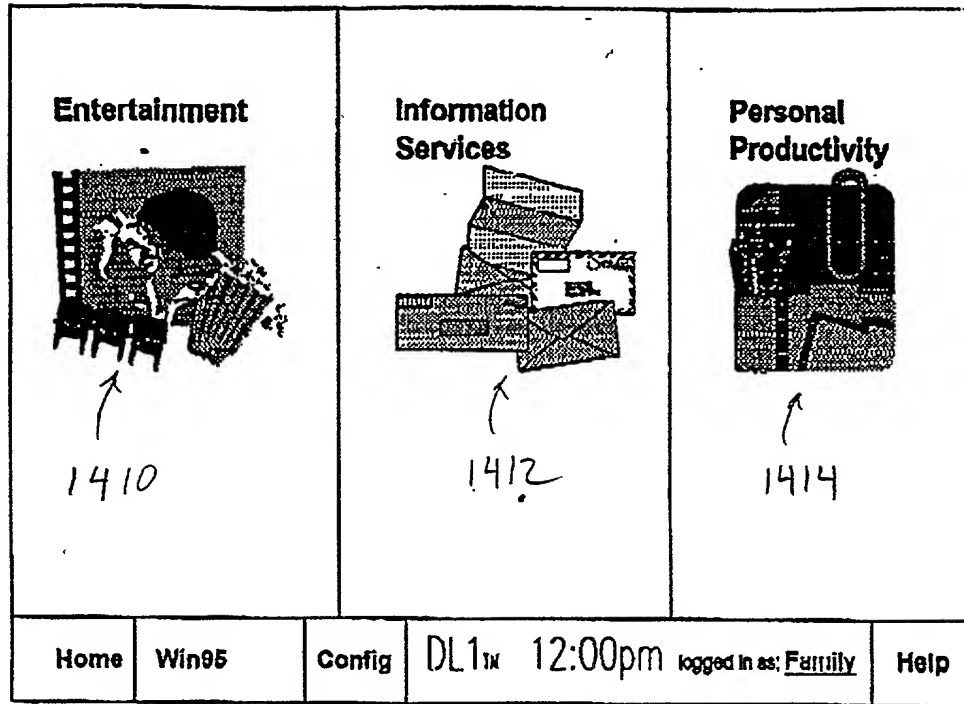 Entertainment
Information
Services
Personal
Productivity
ESL
1410
1412
1414
Home
Win95
Config
DL1™ 12:00pm logged in as: Family
Help